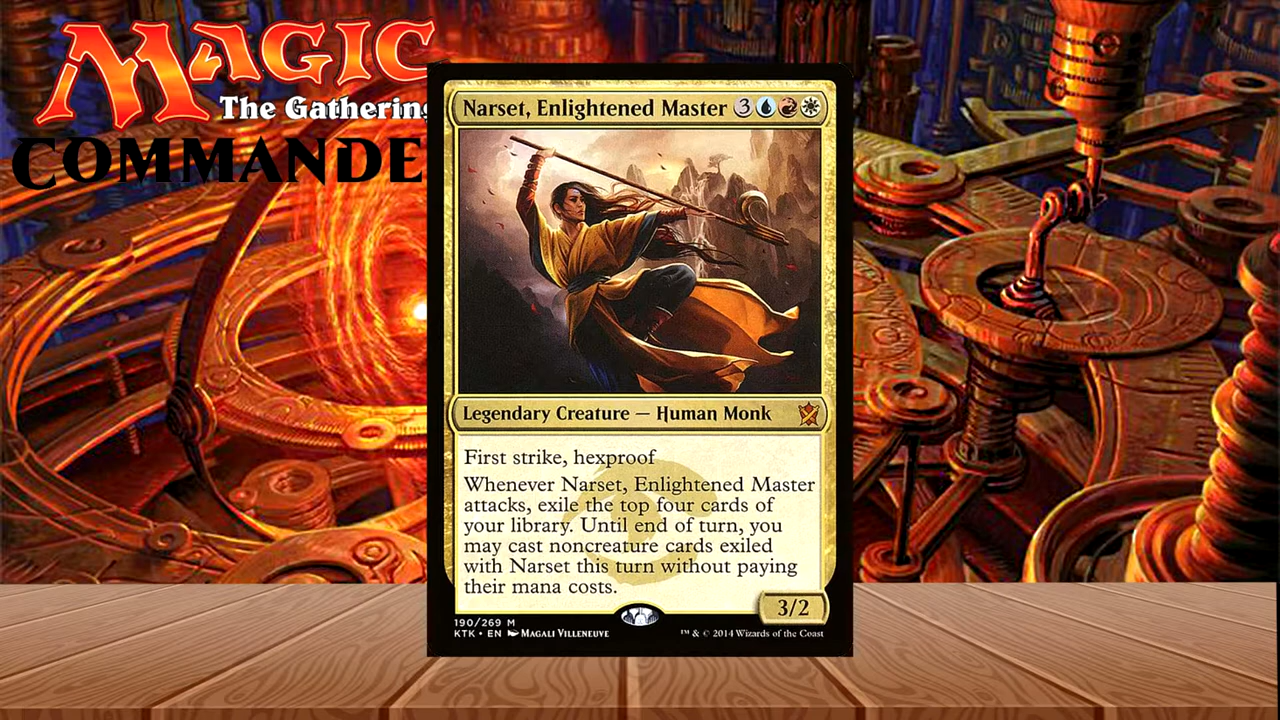 MAGIC
The Gathering
COMMANDE
Narset, Enlightened Master 3
Legendary Creature — Human Monk
First strike, hexproof
Whenever Narset, Enlightened Master
attacks, exile the top four cards of
your library. Until end of turn, you
may cast noncreature cards exiled
with Narset this turn without paying
their mana costs.
3/2
190/269 M
KTK • EN Magali Villeneuve
™ & © 2014 Wizards of the Coast